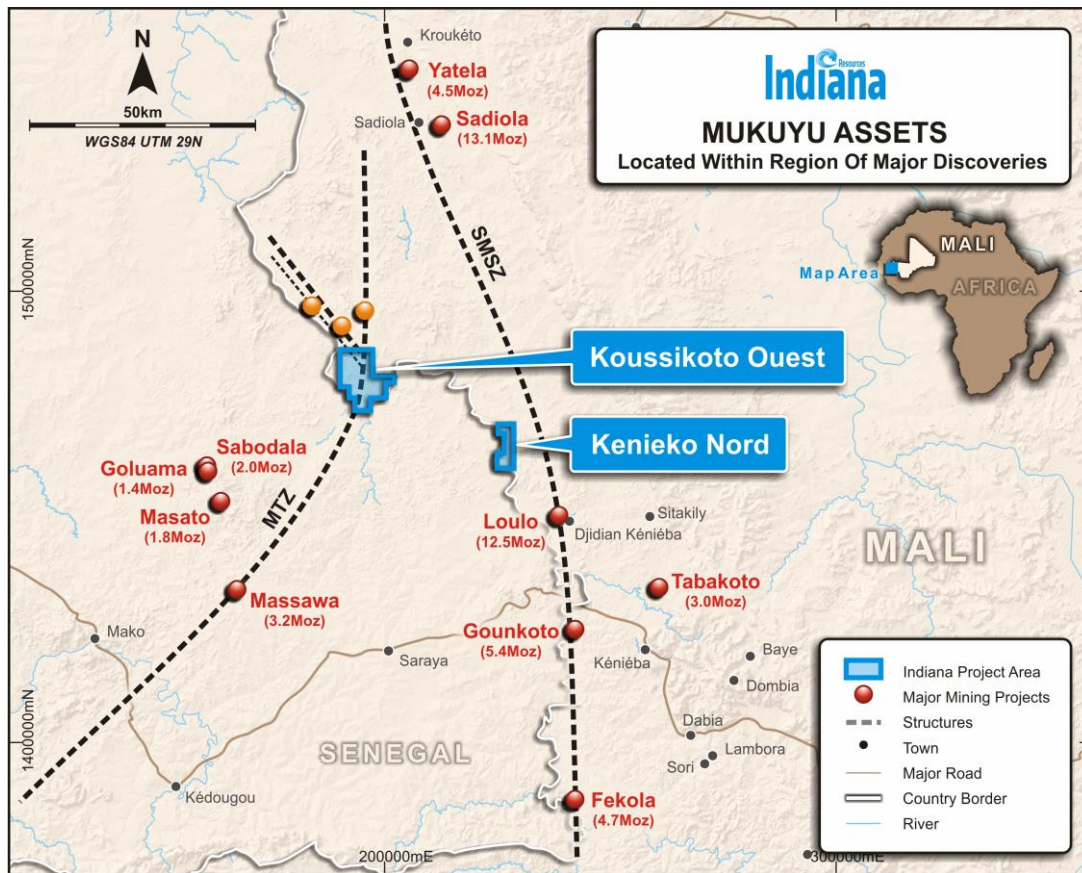 N
50km
WGS84 UTM 29N
Kroukéto
Yatela
(4.5Moz)
Sadiola
Sadiola
(13.1Moz)
Indiana
Resources
MUKUYU ASSETS
Located Within Region Of Major Discoveries
MALI
Map Area
AFRICA
1500000mN
SMSZ
Koussikoto Ouest
Kenieko Nord
Sabodala
(2.0Moz)
Goluama
(1.4Moz)
Masato
(1.8Moz)
MTZ
Massawa
(3.2Moz)
Loulo
(12.5Moz)
Sitakily
Djidian Kéniéba
MALI
Tabakoto
(3.0Moz)
Gounkoto
(5.4Moz)
Mako
Saraya
Kéniéba
Baye
Dombia
Dabia
Lambora
Sori
1400000mN
SENEGAL
Kédougou
Fekola
(4.7Moz)
200000mE
300000mE
Indiana Project Area
Major Mining Projects
Structures
Town
Major Road
Country Border
River